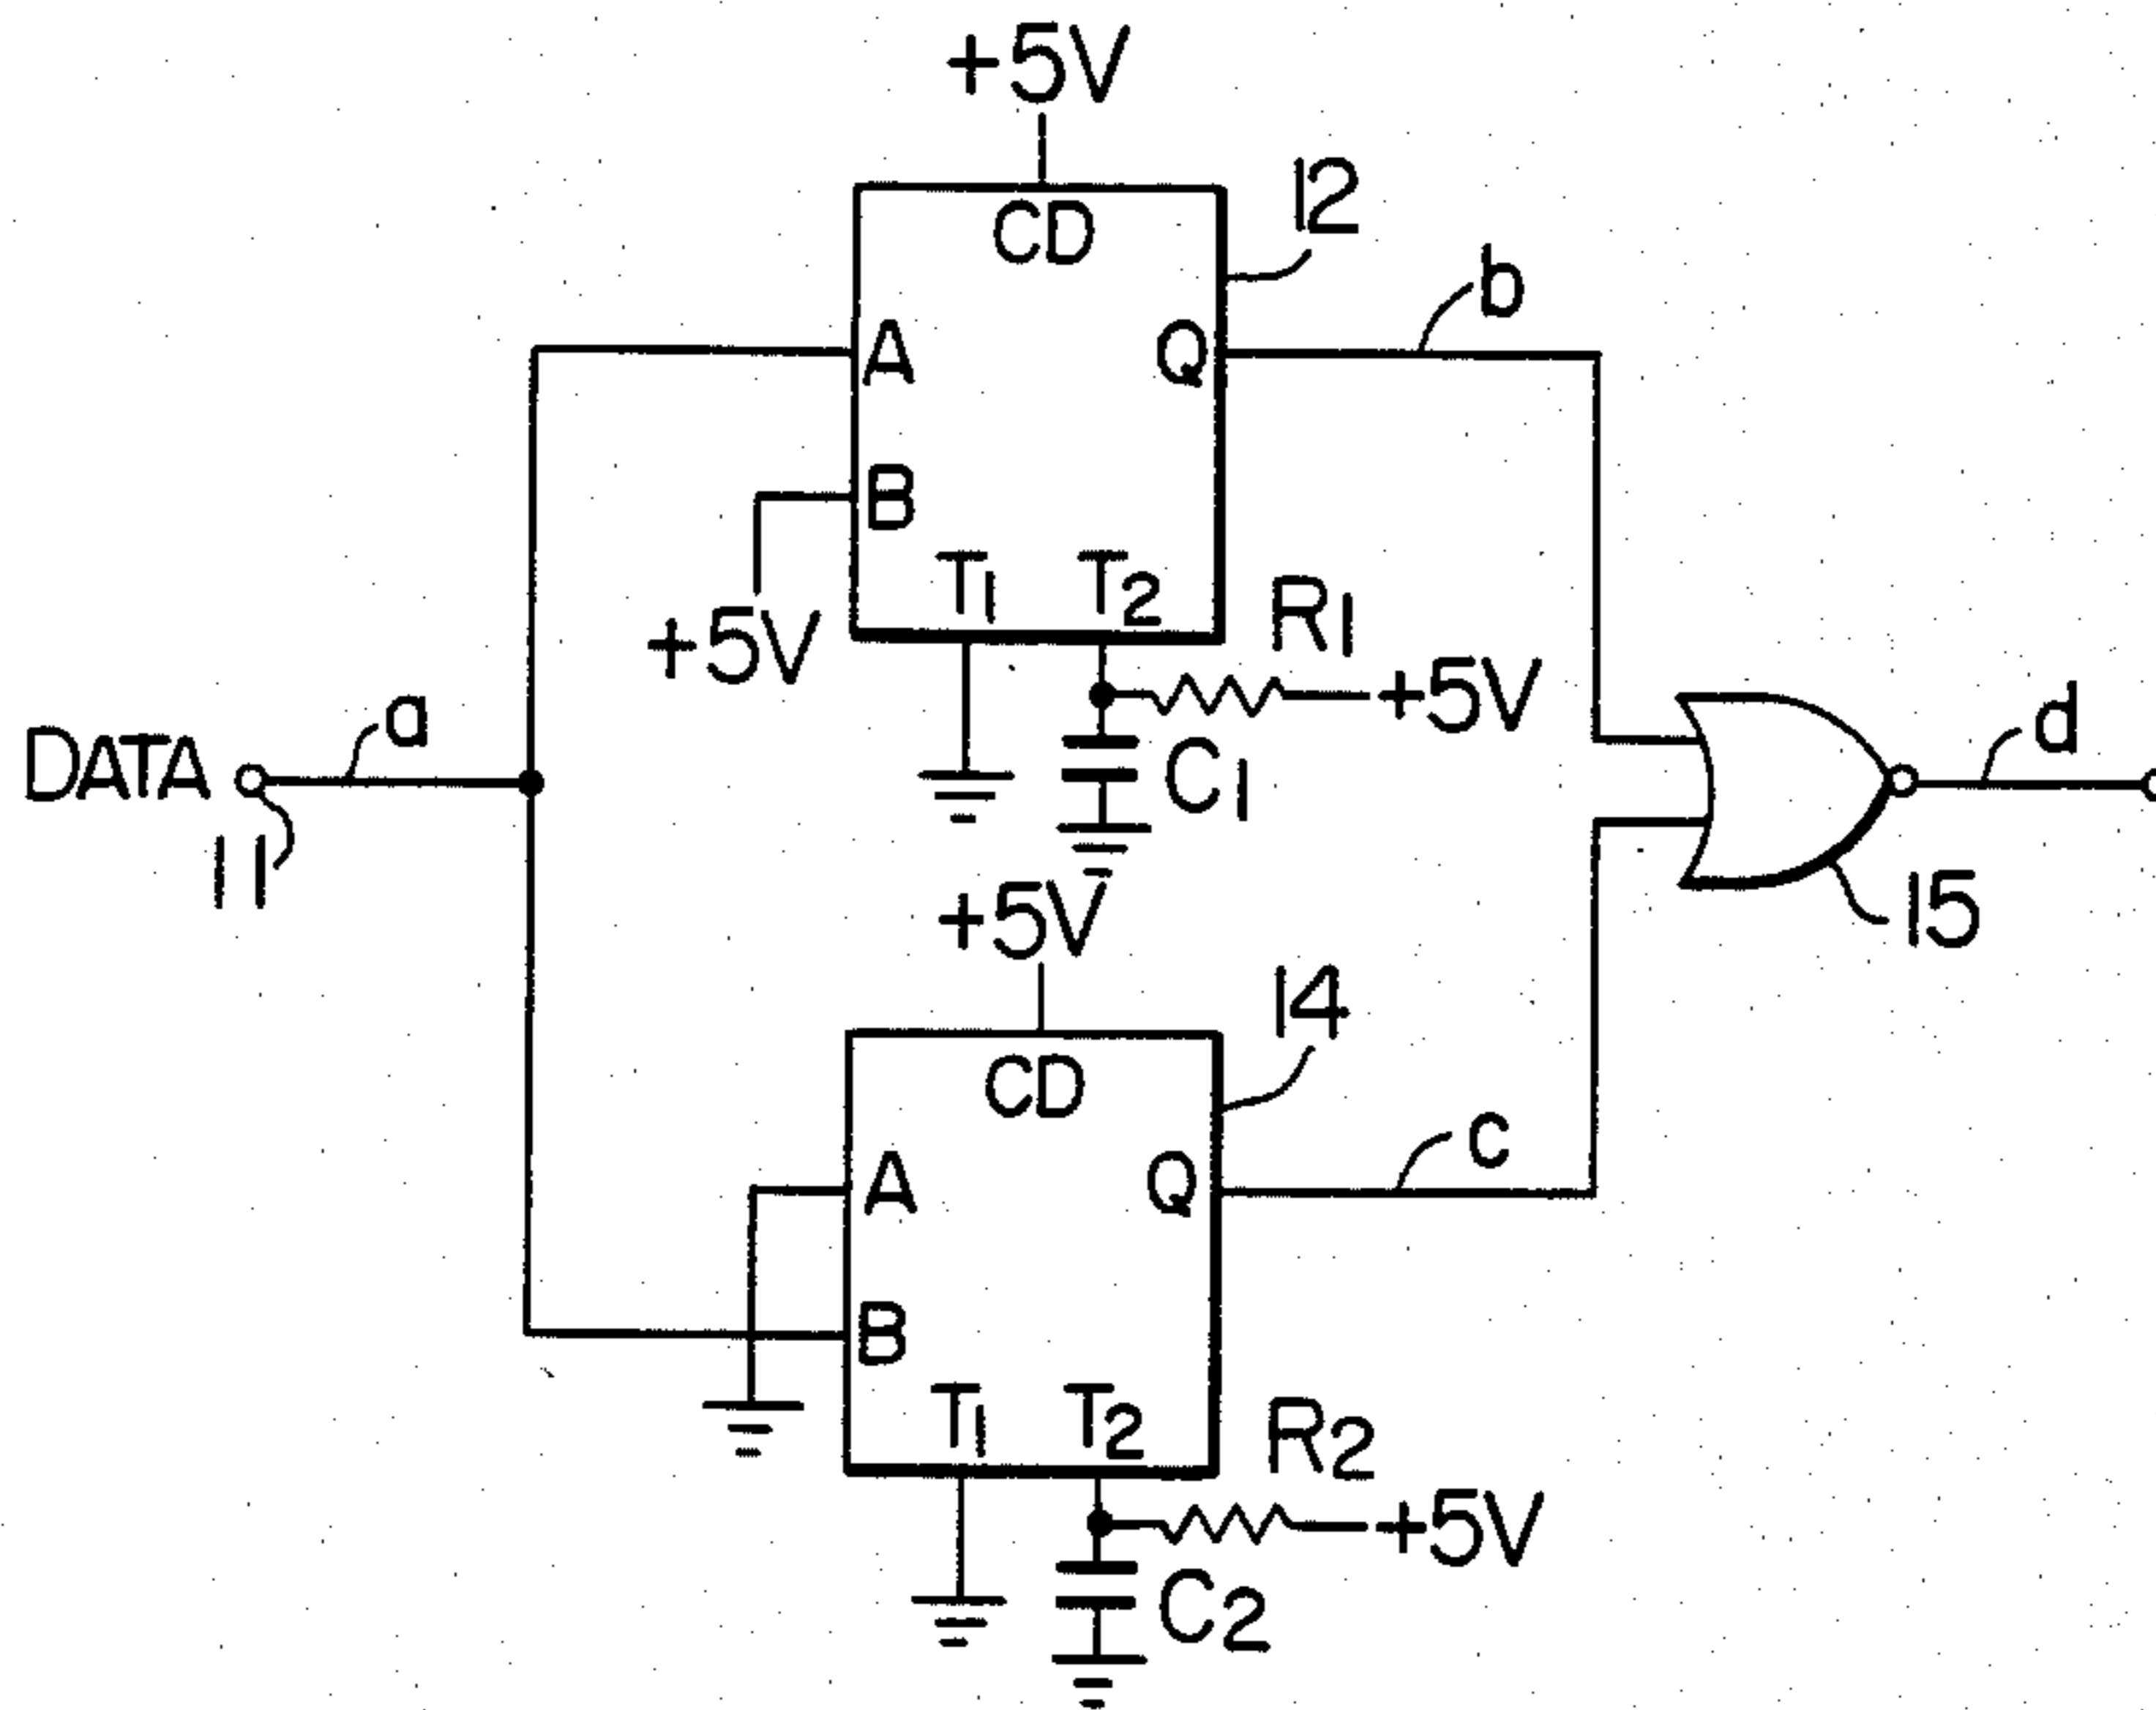 +5V
12
CD
b
A
Q
B
T1
T2
R1
+5V
+5V
DATA
a
d
C1
11
15
+5V
14
CD
c
A
Q
B
T1
T2
R2
+5V
C2